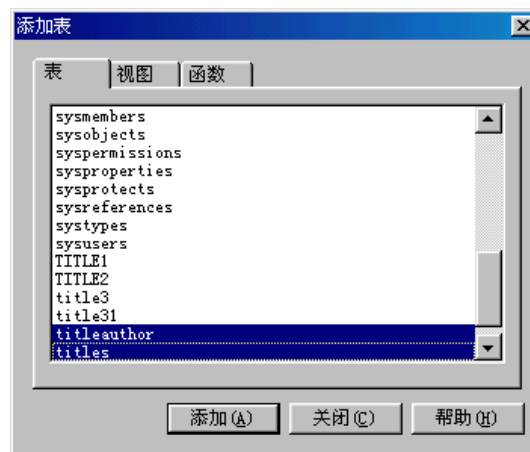 添加表
表 视图 函数
sysmembers
sysobjects
syspermissions
sysproperties
sysprotects
sysreferences
systypes
sysusers
TITLE1
TITLE2
title3
title31
titleauthor
titles
添加(A) 关闭(C) 帮助(H)